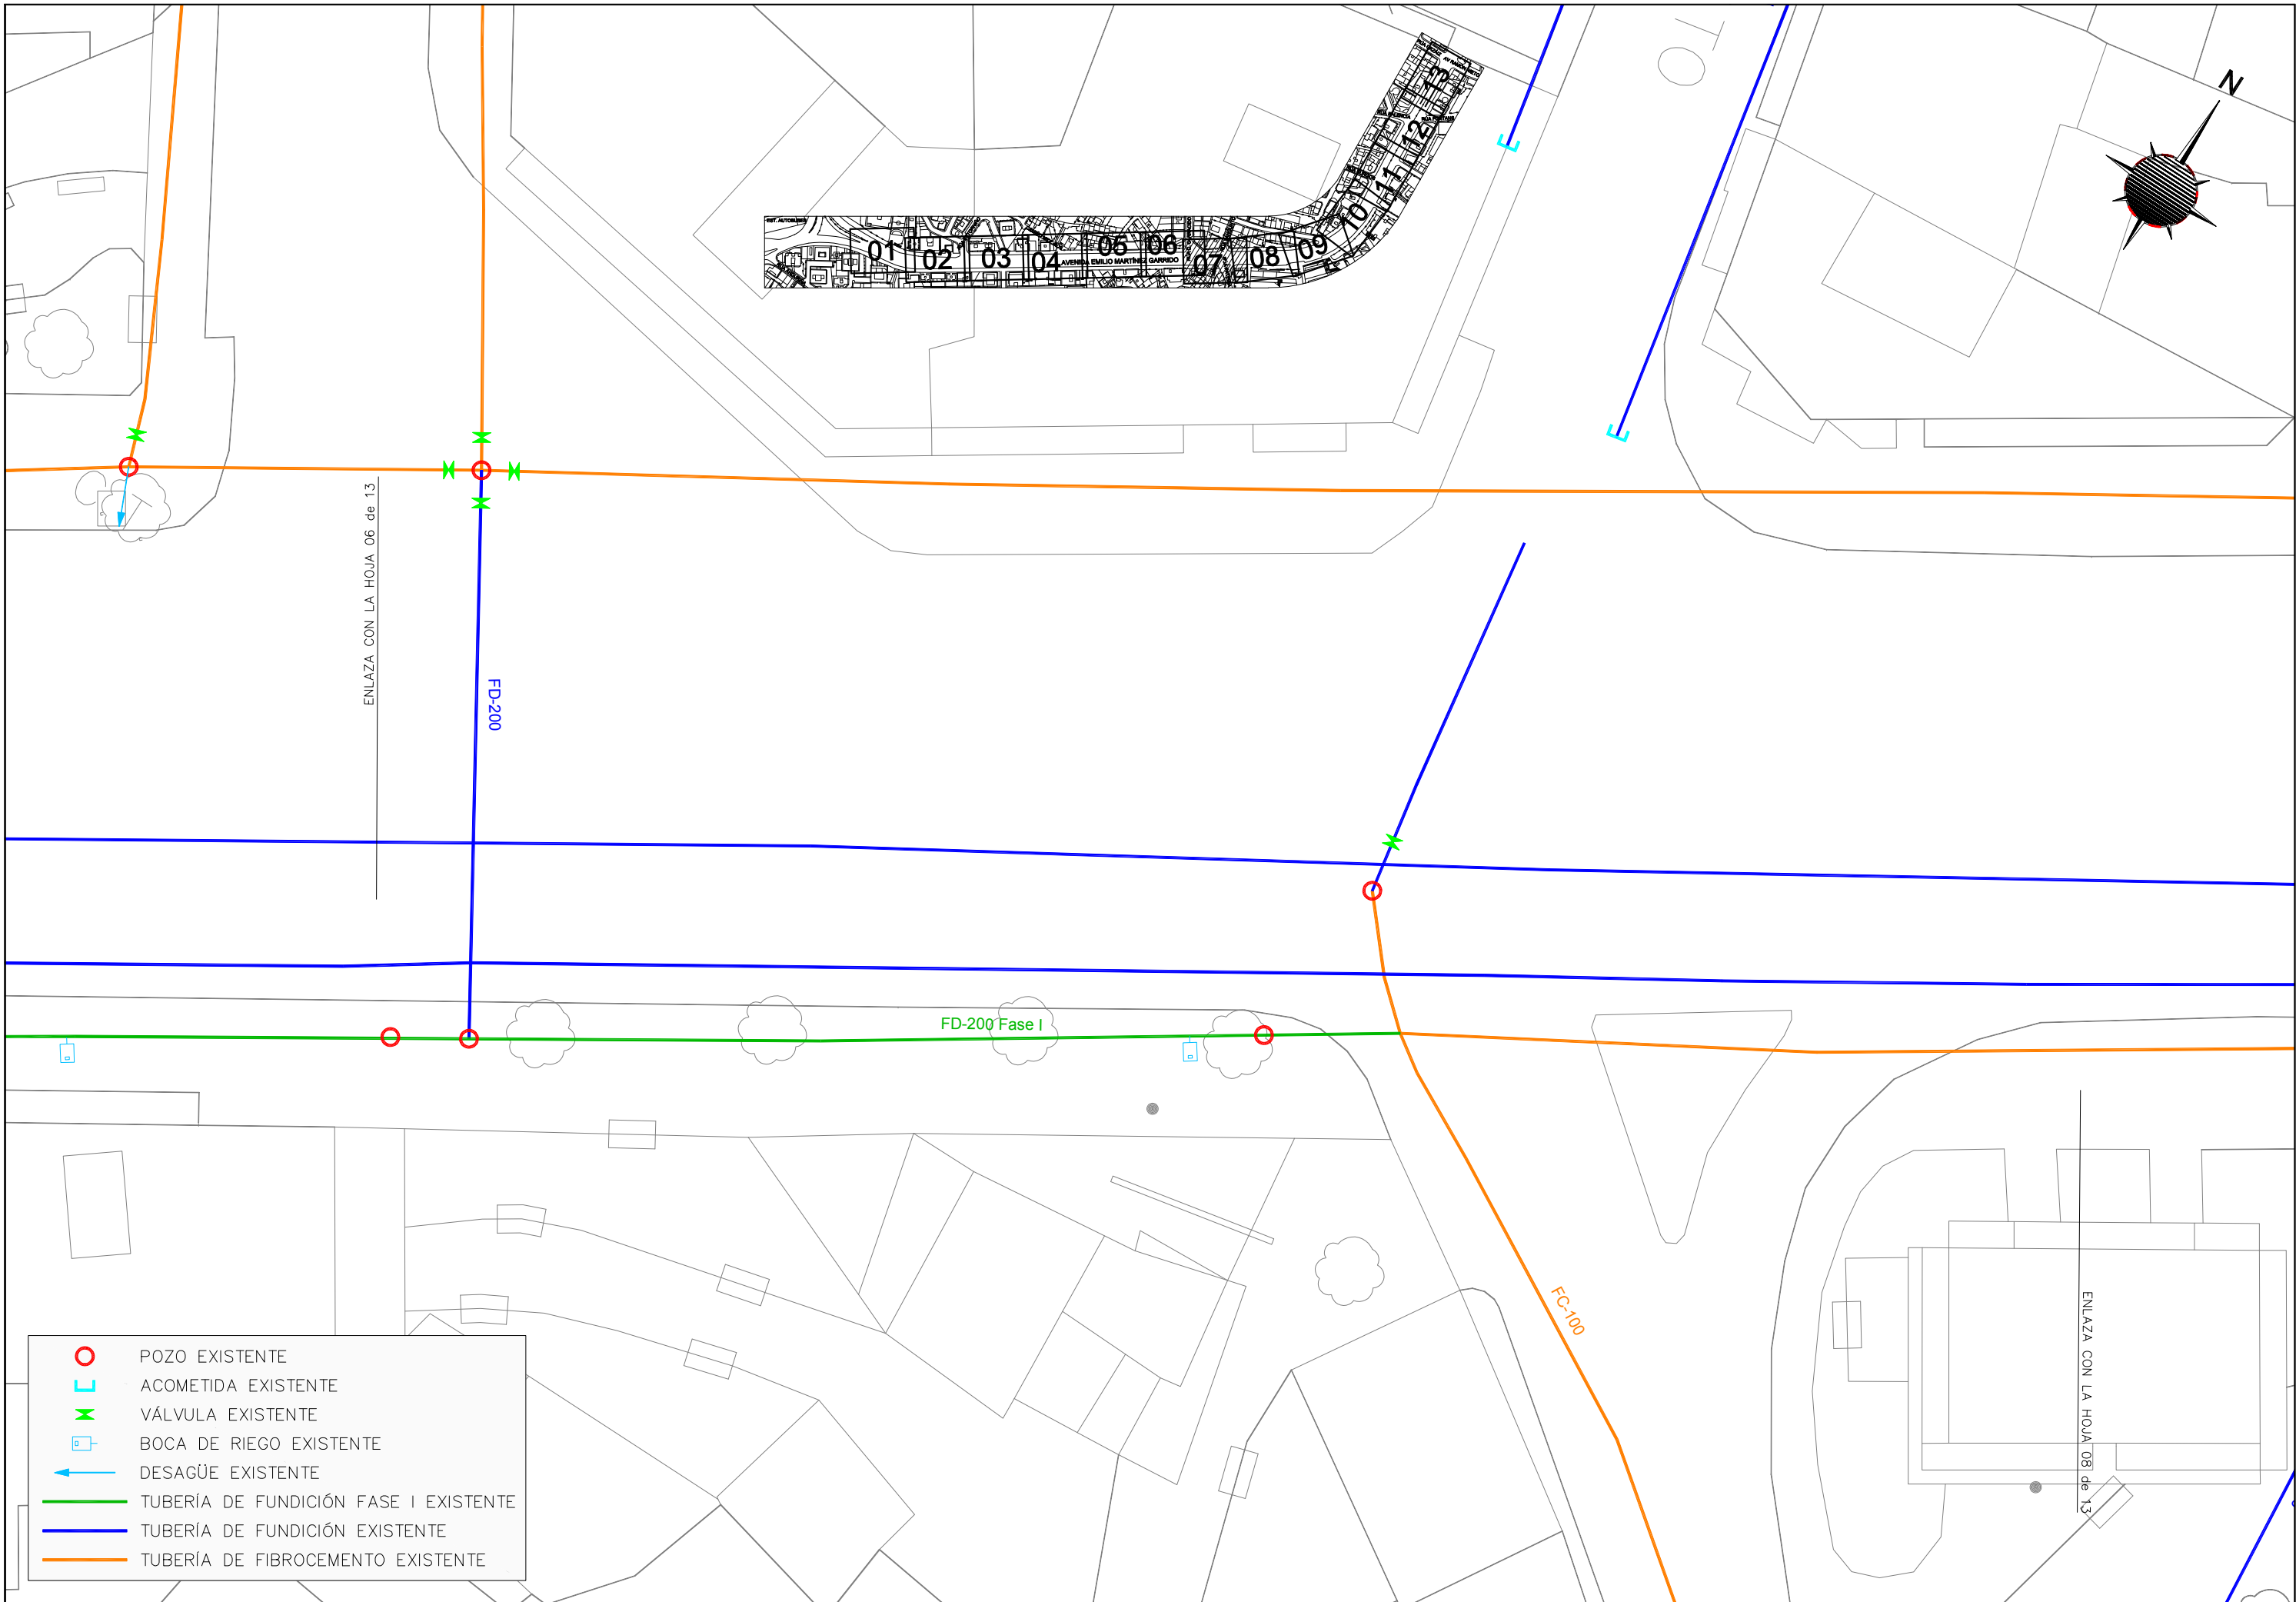 N
EST. AUTOBUSES
01
02
03
04
05
06
07
08
09
10
11
12
13
AVENIDA EMILIO MARTÍNEZ GARRIDO
ENLAZA CON LA HOJA 06 de 13
FD-200
FD-200 Fase I
FC-100
ENLAZA CON LA HOJA 08 de 13
POZO EXISTENTE
ACOMETIDA EXISTENTE
VÁLVULA EXISTENTE
BOCA DE RIEGO EXISTENTE
DESAGÜE EXISTENTE
TUBERÍA DE FUNDICIÓN FASE I EXISTENTE
TUBERÍA DE FUNDICIÓN EXISTENTE
TUBERÍA DE FIBROCEMENTO EXISTENTE